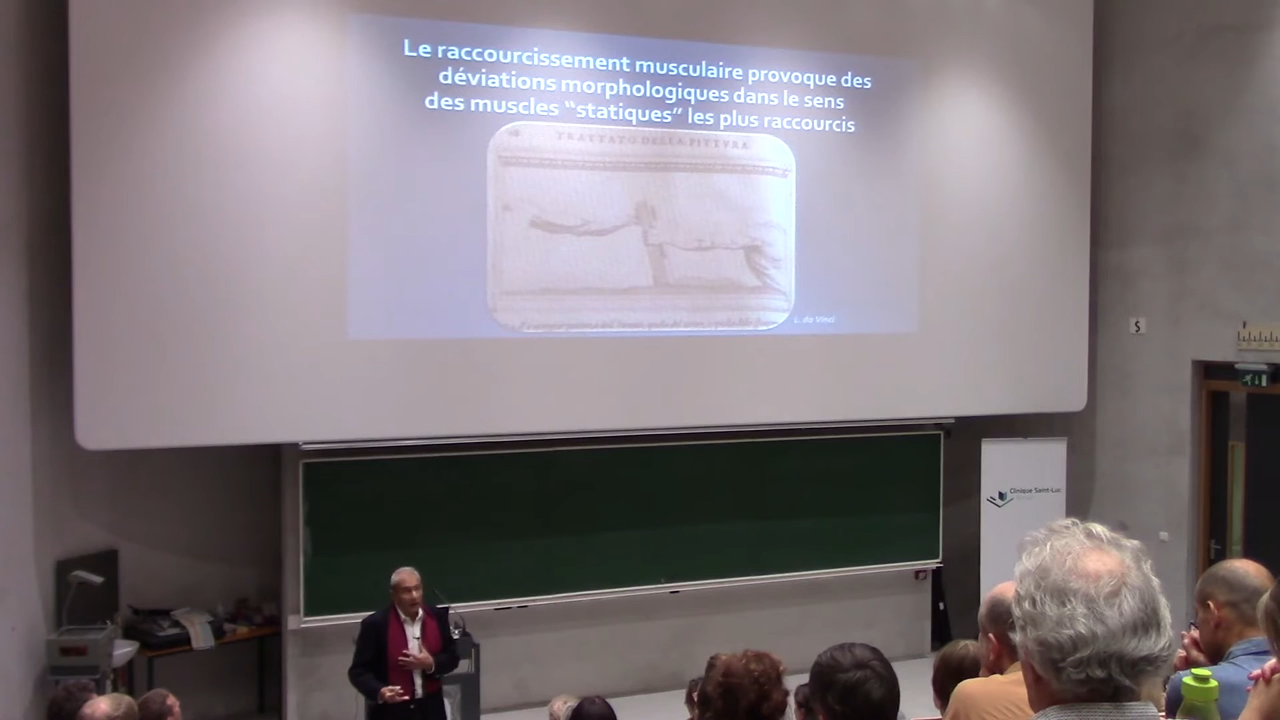 Le raccourcissement musculaire provoque des
déviations morphologiques dans le sens
des muscles “statiques” les plus raccourcis
TRATTATO DELLA PITTVRA
L. da Vinci
$
Clinique Saint-Luc